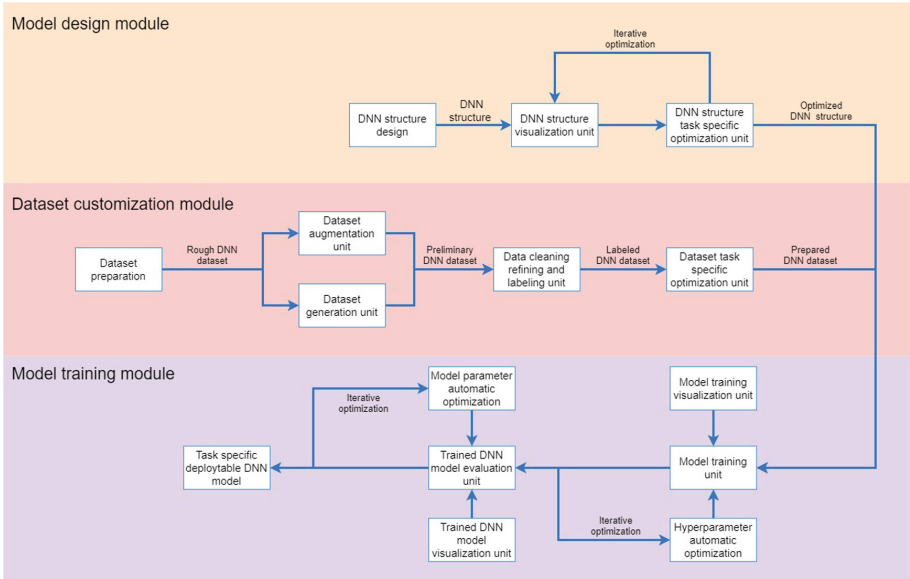 Model design module
Iterative
optimization
DNN structure
design
DNN
structure
DNN structure
visualization unit
DNN structure
task specific
optimization unit
Optimized
DNN structure
Dataset customization module
Dataset
preparation
Rough DNN
dataset
Dataset
augmentation
unit
Dataset
generation unit
Preliminary
DNN dataset
Data cleaning
refining and
labeling unit
Labeled
DNN dataset
Dataset task
specific
optimization unit
Prepared
DNN dataset
Model training module
Iterative
optimization
Model parameter
automatic
optimization
Model training
visualization unit
Task specific
deploytable DNN
model
Trained DNN
model evaluation
unit
Model training
unit
Trained DNN
model
visualization unit
Iterative
optimization
Hyperparameter
automatic
optimization